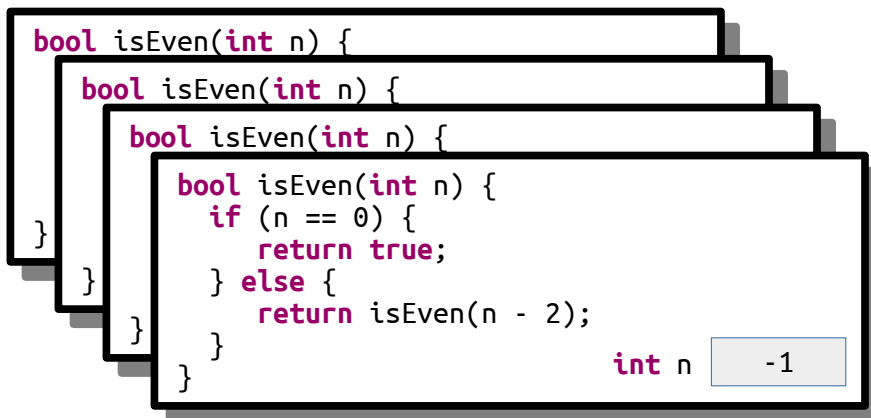 bool isEven(int n) {
bool isEven(int n) {
bool isEven(int n) {
bool isEven(int n) {
if (n == 0) {
return true;
} else {
return isEven(n - 2);
}
}
}
}
}
int n -1